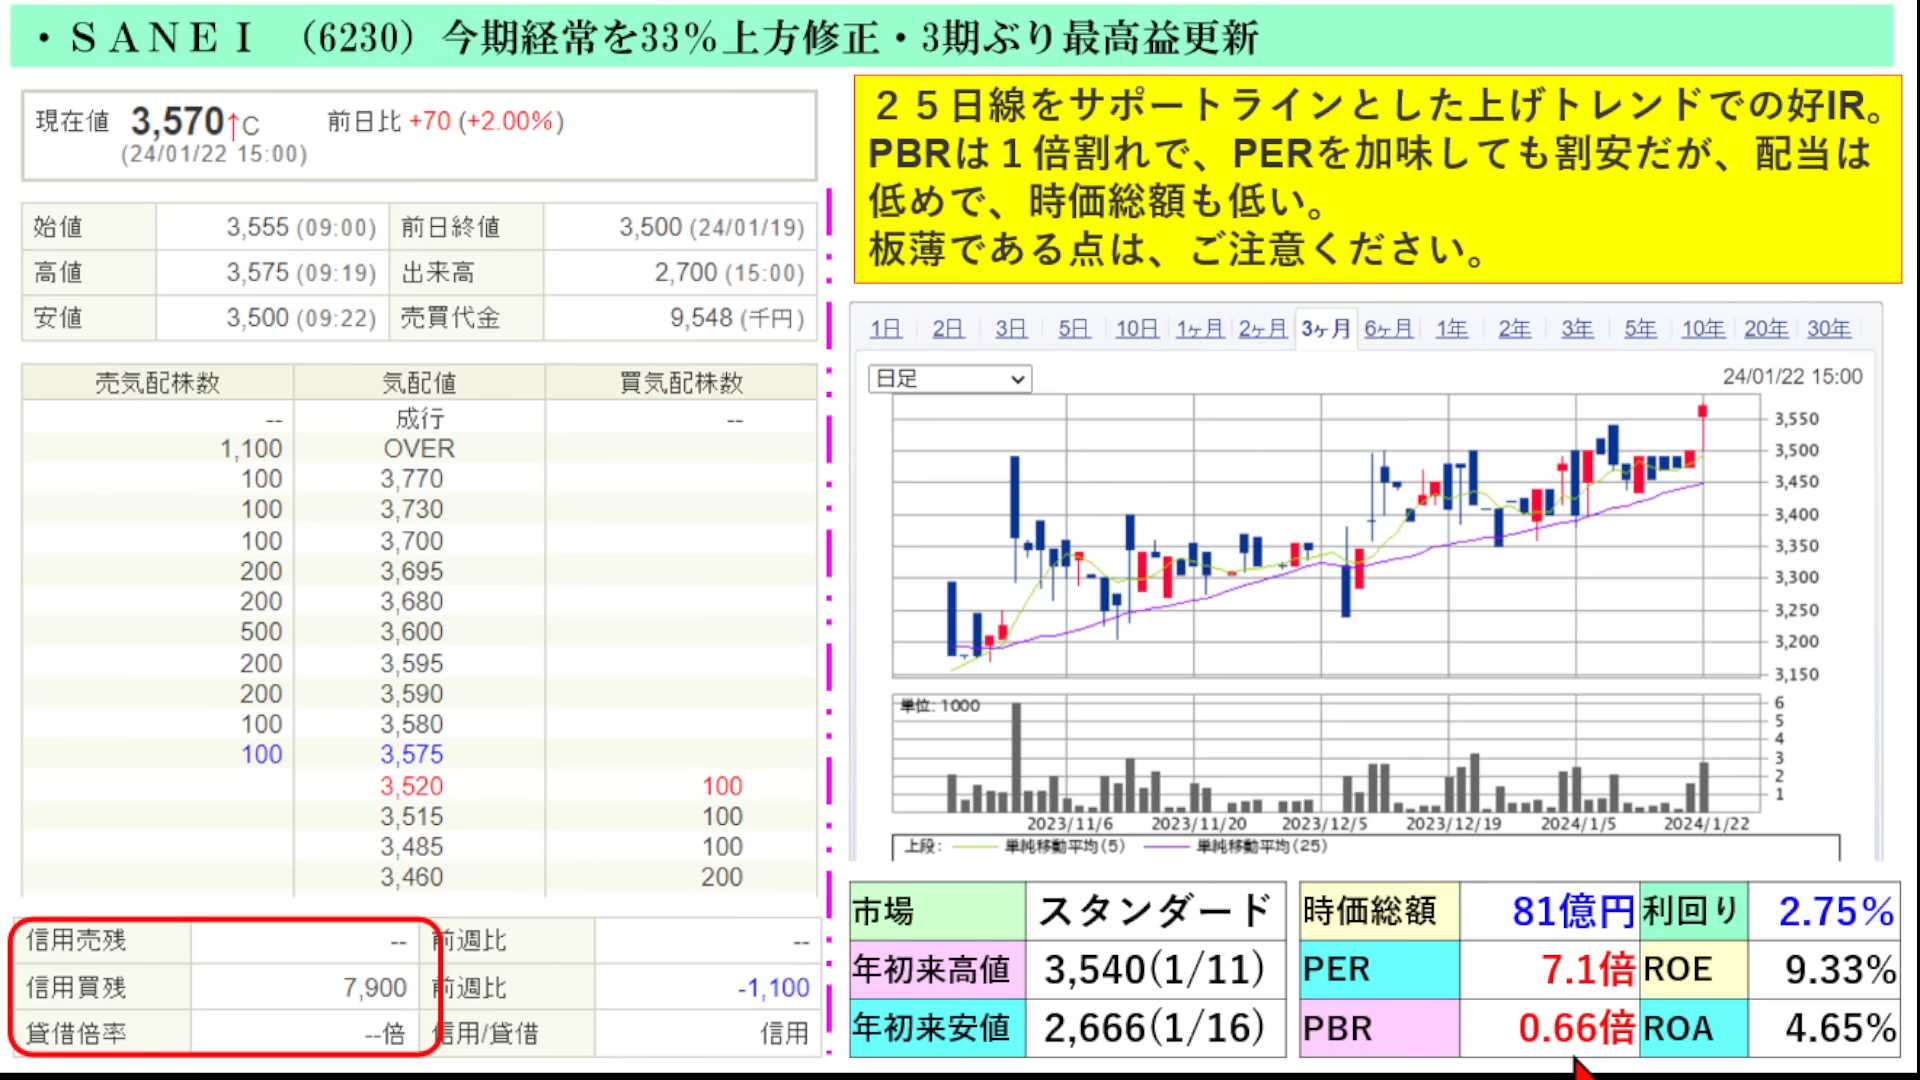 ・ＳＡＮＥＩ （6230）今期経常を33％上方修正・3期ぶり最高益更新
現在値 3,570↑C 前日比 +70 (+2.00%)
(24/01/22 15:00)
始値 3,555 (09:00) 前日終値 3,500 (24/01/19)
高値 3,575 (09:19) 出来高 2,700 (15:00)
安値 3,500 (09:22) 売買代金 9,548 (千円)
売気配株数 気配値 買気配株数
-- 成行 --
1,100 OVER
100 3,770
100 3,730
100 3,700
200 3,695
200 3,680
500 3,600
200 3,595
200 3,590
100 3,580
100 3,575
3,520 100
3,515 100
3,485 100
3,460 200
信用売残 -- 前週比 --
信用買残 7,900 前週比 -1,100
貸借倍率 --倍 信用/貸借 信用
２５日線をサポートラインとした上げトレンドでの好IR。
PBRは１倍割れで、PERを加味しても割安だが、配当は
低めで、時価総額も低い。
板薄である点は、ご注意ください。
1日 2日 3日 5日 10日 1ヶ月 2ヶ月 3ヶ月 6ヶ月 1年 2年 3年 5年 10年 20年 30年
日足 24/01/22 15:00
3,550
3,500
3,450
3,400
3,350
3,300
3,250
3,200
3,150
単位: 1000
6
5
4
3
2
1
2023/11/6 2023/11/20 2023/12/5 2023/12/19 2024/1/5 2024/1/22
上段: 単純移動平均(5) 単純移動平均(25)
市場 スタンダード 時価総額 81億円 利回り 2.75%
年初来高値 3,540(1/11) PER 7.1倍 ROE 9.33%
年初来安値 2,666(1/16) PBR 0.66倍 ROA 4.65%